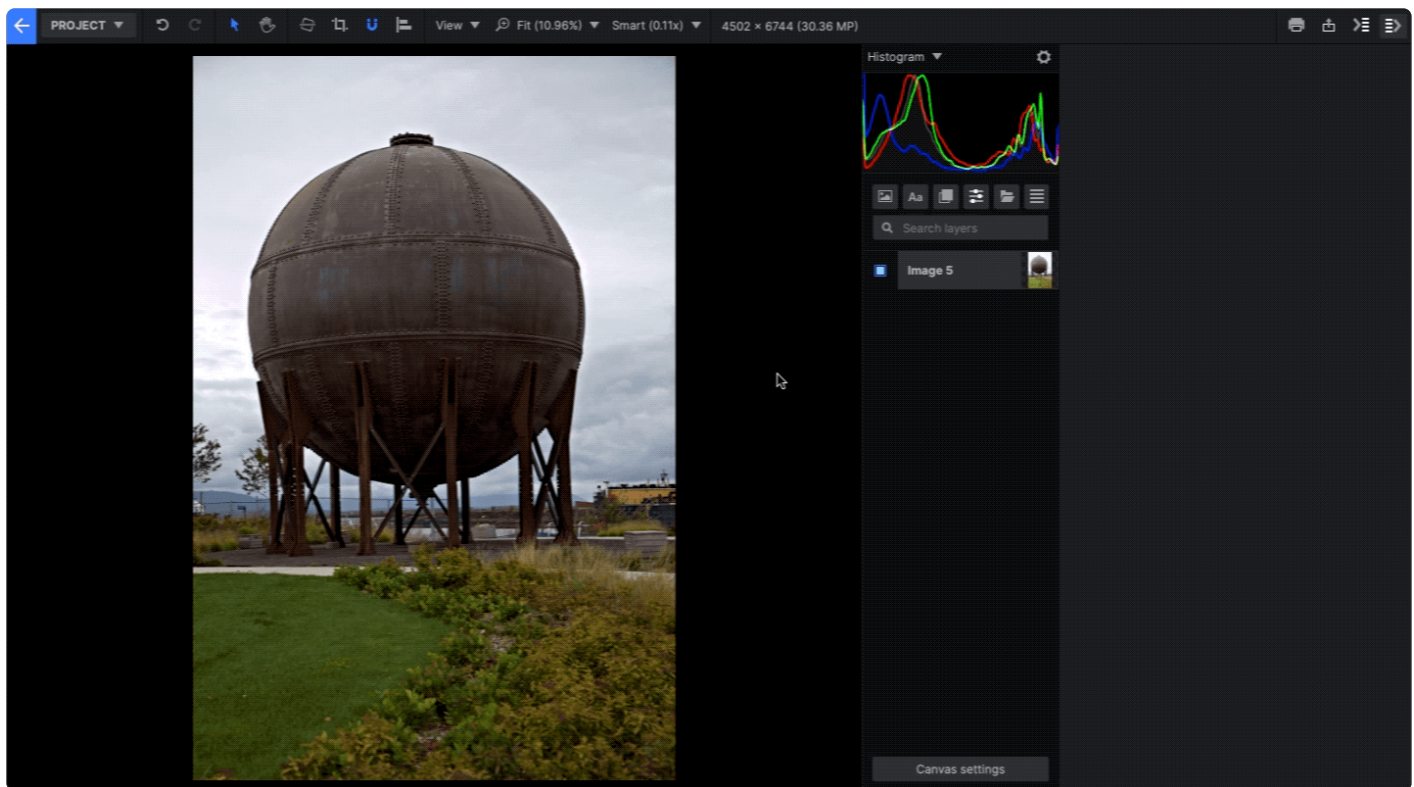 PROJECT View Fit (10.96%) Smart (0.11x) 4502 × 6744 (30.36 MP)
Histogram
Aa
Search layers
Image 5
Canvas settings